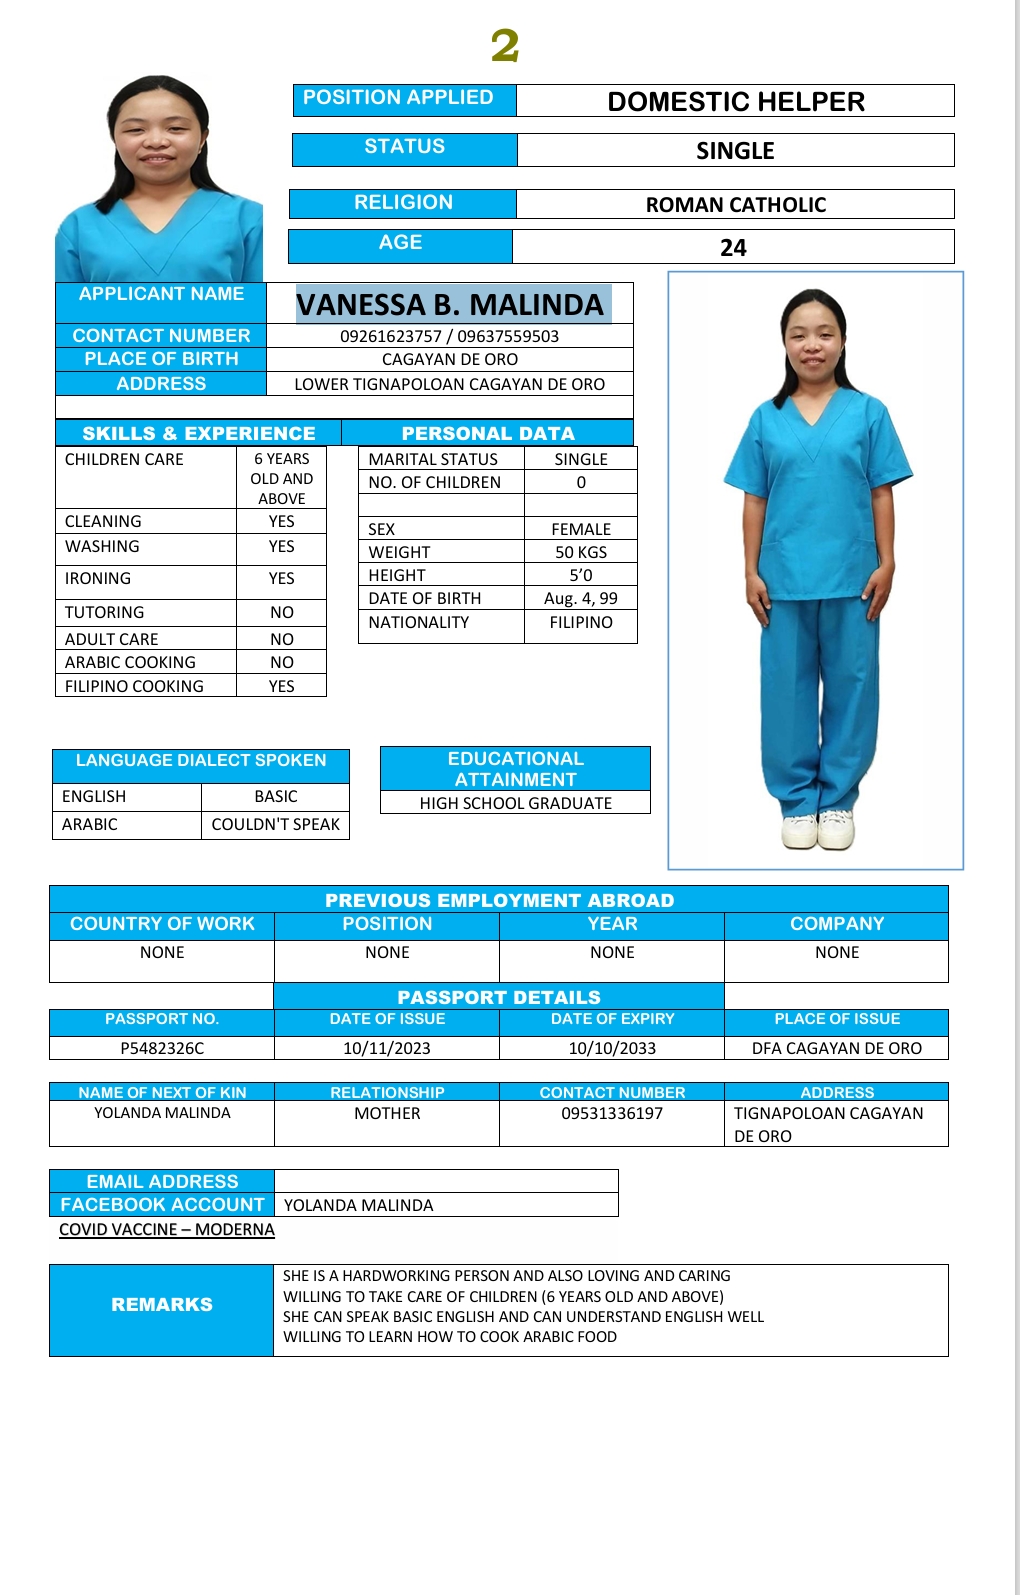 2
POSITION APPLIED DOMESTIC HELPER
STATUS SINGLE
RELIGION ROMAN CATHOLIC
AGE 24
APPLICANT NAME VANESSA B. MALINDA
CONTACT NUMBER 09261623757 / 09637559503
PLACE OF BIRTH CAGAYAN DE ORO
ADDRESS LOWER TIGNAPOLOAN CAGAYAN DE ORO
SKILLS & EXPERIENCE
CHILDREN CARE 6 YEARS
OLD AND
ABOVE
CLEANING YES
WASHING YES
IRONING YES
TUTORING NO
ADULT CARE NO
ARABIC COOKING NO
FILIPINO COOKING YES
PERSONAL DATA
MARITAL STATUS SINGLE
NO. OF CHILDREN 0
SEX FEMALE
WEIGHT 50 KGS
HEIGHT 5’0
DATE OF BIRTH Aug. 4, 99
NATIONALITY FILIPINO
LANGUAGE DIALECT SPOKEN
ENGLISH BASIC
ARABIC COULDN'T SPEAK
EDUCATIONAL
ATTAINMENT
HIGH SCHOOL GRADUATE
PREVIOUS EMPLOYMENT ABROAD
COUNTRY OF WORK POSITION YEAR COMPANY
NONE NONE NONE NONE
PASSPORT DETAILS
PASSPORT NO. DATE OF ISSUE DATE OF EXPIRY PLACE OF ISSUE
P5482326C 10/11/2023 10/10/2033 DFA CAGAYAN DE ORO
NAME OF NEXT OF KIN RELATIONSHIP CONTACT NUMBER ADDRESS
YOLANDA MALINDA MOTHER 09531336197 TIGNAPOLOAN CAGAYAN
DE ORO
EMAIL ADDRESS
FACEBOOK ACCOUNT YOLANDA MALINDA
COVID VACCINE – MODERNA
REMARKS
SHE IS A HARDWORKING PERSON AND ALSO LOVING AND CARING
WILLING TO TAKE CARE OF CHILDREN (6 YEARS OLD AND ABOVE)
SHE CAN SPEAK BASIC ENGLISH AND CAN UNDERSTAND ENGLISH WELL
WILLING TO LEARN HOW TO COOK ARABIC FOOD